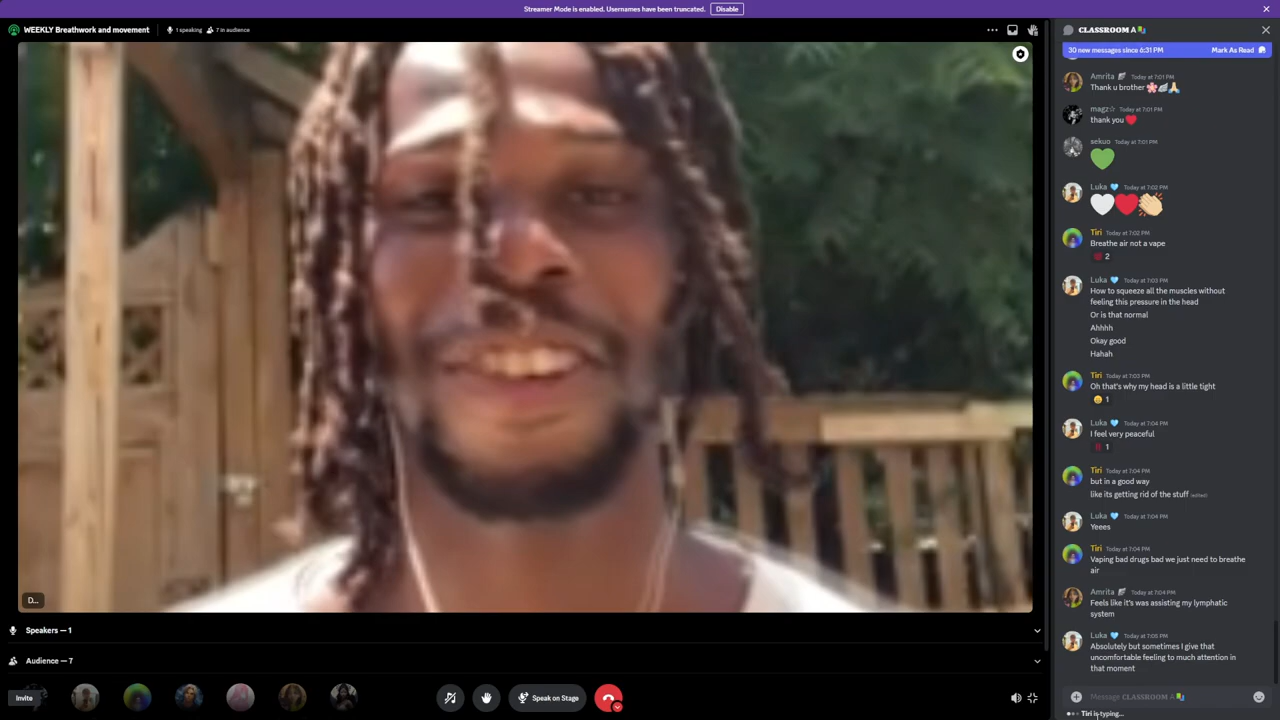 Streamer Mode is enabled. Usernames have been truncated. Disable
WEEKLY Breathwork and movement
1 speaking
7 in audience
D...
Speakers — 1
Audience — 7
Invite
Speak on Stage
CLASSROOM A
30 new messages since 6:31 PM
Mark As Read
Amrita Today at 7:01 PM
Thank u brother 🌸🪽🙏🏼
magz☆ Today at 7:01 PM
thank you ❤️
sekuo Today at 7:01 PM
💚
Luka 🩵 Today at 7:02 PM
🤍❤️👏🏼
Tiri Today at 7:02 PM
Breathe air not a vape
2
Luka 🩵 Today at 7:03 PM
How to squeeze all the muscles without
feeling this pressure in the head
Or is that normal
Ahhhh
Okay good
Hahah
Tiri Today at 7:03 PM
Oh that's why my head is a little tight
1
Luka 🩵 Today at 7:04 PM
I feel very peaceful
1
Tiri Today at 7:04 PM
but in a good way
like its getting rid of the stuff (edited)
Luka 🩵 Today at 7:04 PM
Yeees
Tiri Today at 7:04 PM
Vaping bad drugs bad we just need to breathe
air
Amrita Today at 7:04 PM
Feels like it's was assisting my lymphatic
system
Luka 🩵 Today at 7:05 PM
Absolutely but sometimes I give that
uncomfortable feeling to much attention in
that moment
Message CLASSROOM A
Tiri is typing...